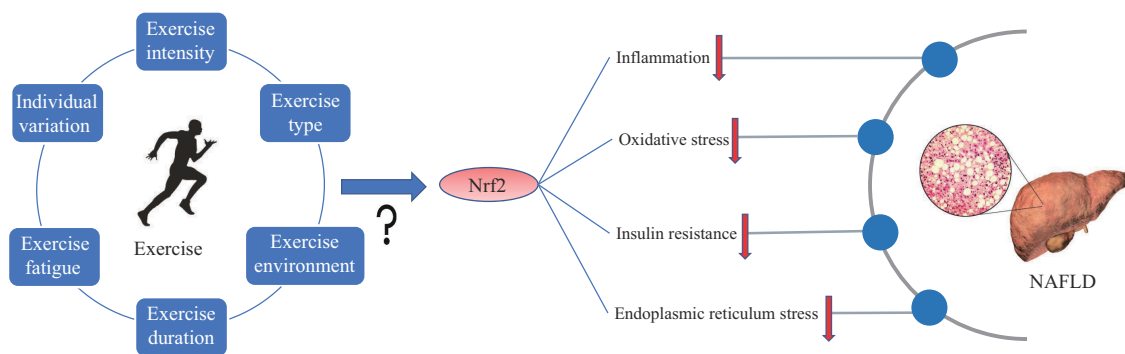 Exercise
intensity
Individual
variation
Exercise
type
Exercise
Exercise
fatigue
Exercise
environment
Exercise
duration
?
Nrf2
Inflammation
Oxidative stress
Insulin resistance
Endoplasmic reticulum stress
NAFLD